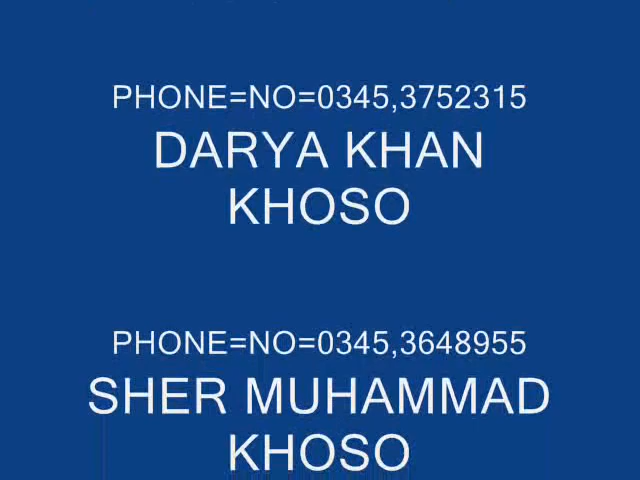 PHONE=NO=0345,3752315
DARYA KHAN
KHOSO
PHONE=NO=0345,3648955
SHER MUHAMMAD
KHOSO